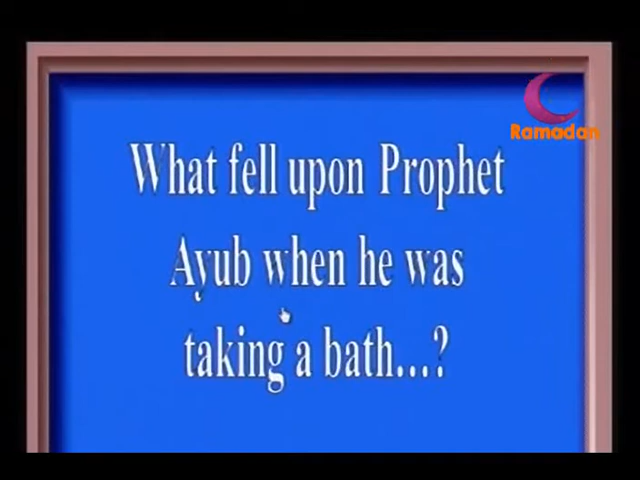 Ramadan
What fell upon Prophet
Ayub when he was
taking a bath...?